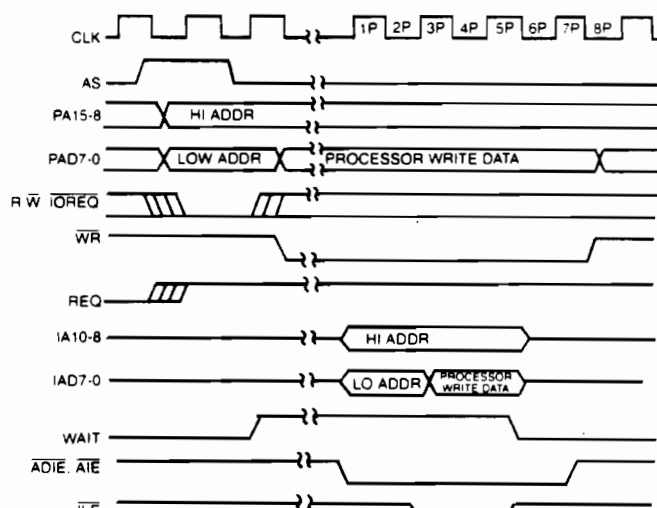 CLK 1P 2P 3P 4P 5P 6P 7P 8P
AS
PA15-8 HI ADDR
PAD7-0 LOW ADDR PROCESSOR WRITE DATA
R W IOREQ
WR
REQ
IA10-8 HI ADDR
IAD7-0 LO ADDR PROCESSOR WRITE DATA
WAIT
ADIE. AIE